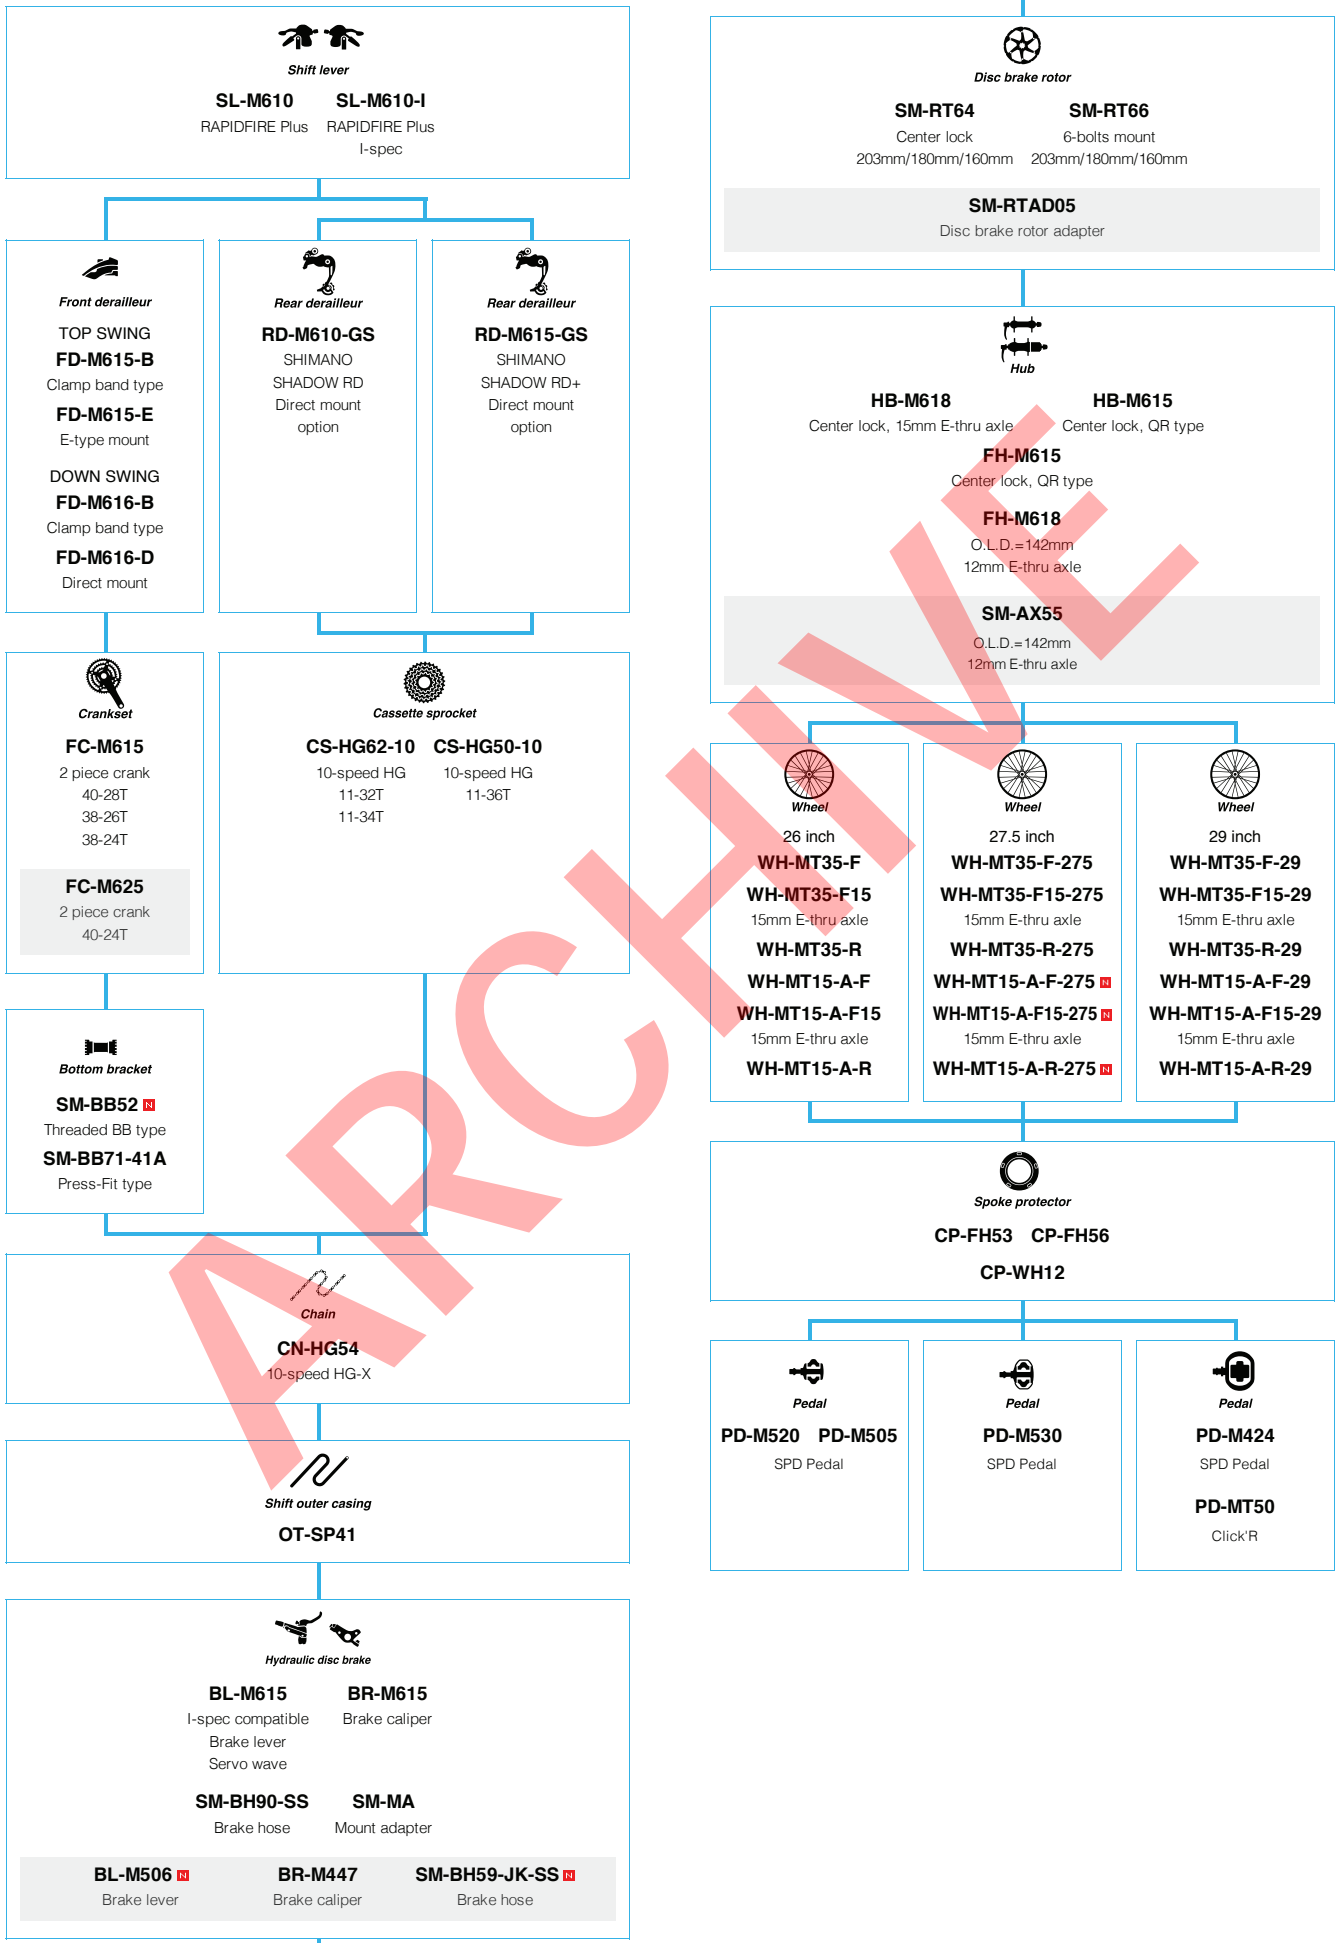 Shift lever
SL-M610 SL-M610-I
RAPIDFIRE Plus RAPIDFIRE Plus
I-spec
Front derailleur
TOP SWING
FD-M615-B
Clamp band type
FD-M615-E
E-type mount
DOWN SWING
FD-M616-B
Clamp band type
FD-M616-D
Direct mount
Rear derailleur
RD-M610-GS
SHIMANO
SHADOW RD
Direct mount
option
Rear derailleur
RD-M615-GS
SHIMANO
SHADOW RD+
Direct mount
option
Crankset
FC-M615
2 piece crank
40-28T
38-26T
38-24T
FC-M625
2 piece crank
40-24T
Cassette sprocket
CS-HG62-10 CS-HG50-10
10-speed HG 10-speed HG
11-32T 11-36T
11-34T
Bottom bracket
SM-BB52 N
Threaded BB type
SM-BB71-41A
Press-Fit type
Chain
CN-HG54
10-speed HG-X
Shift outer casing
OT-SP41
Hydraulic disc brake
BL-M615 BR-M615
I-spec compatible Brake caliper
Brake lever
Servo wave
SM-BH90-SS SM-MA
Brake hose Mount adapter
BL-M506 N BR-M447 SM-BH59-JK-SS N
Brake lever Brake caliper Brake hose
Disc brake rotor
SM-RT64 SM-RT66
Center lock 6-bolts mount
203mm/180mm/160mm 203mm/180mm/160mm
SM-RTAD05
Disc brake rotor adapter
Hub
HB-M618 HB-M615
Center lock, 15mm E-thru axle Center lock, QR type
FH-M615
Center lock, QR type
FH-M618
O.L.D.=142mm
12mm E-thru axle
SM-AX55
O.L.D.=142mm
12mm E-thru axle
Wheel
26 inch
WH-MT35-F
WH-MT35-F15
15mm E-thru axle
WH-MT35-R
WH-MT15-A-F
WH-MT15-A-F15
15mm E-thru axle
WH-MT15-A-R
Wheel
27.5 inch
WH-MT35-F-275
WH-MT35-F15-275
15mm E-thru axle
WH-MT35-R-275
WH-MT15-A-F-275 N
WH-MT15-A-F15-275 N
15mm E-thru axle
WH-MT15-A-R-275 N
Wheel
29 inch
WH-MT35-F-29
WH-MT35-F15-29
15mm E-thru axle
WH-MT35-R-29
WH-MT15-A-F-29
WH-MT15-A-F15-29
15mm E-thru axle
WH-MT15-A-R-29
Spoke protector
CP-FH53 CP-FH56
CP-WH12
Pedal
PD-M520 PD-M505
SPD Pedal
Pedal
PD-M530
SPD Pedal
Pedal
PD-M424
SPD Pedal
PD-MT50
Click'R
ARCHIVE